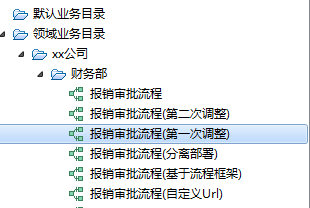 默认业务目录
领域业务目录
xx公司
财务部
报销审批流程
报销审批流程(第二次调整)
报销审批流程(第一次调整)
报销审批流程(分离部署)
报销审批流程(基于流程框架)
报销审批流程(自定义Url)